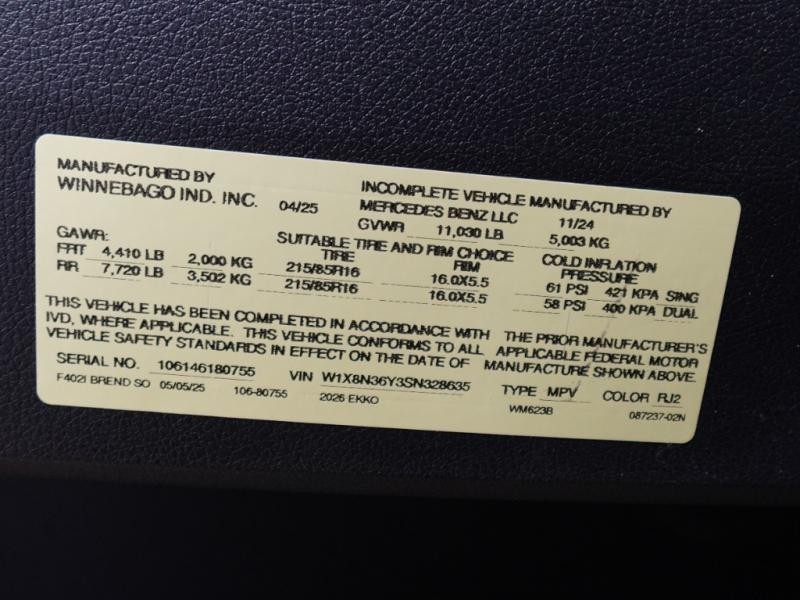 MANUFACTURED BY
WINNEBAGO IND. INC. 04/25
INCOMPLETE VEHICLE MANUFACTURED BY
MERCEDES BENZ LLC 11/24
GVWR 11,030 LB 5,003 KG
GAWR: SUITABLE TIRE AND RIM CHOICE COLD INFLATION
TIRE RIM PRESSURE
FRT 4,410 LB 2,000 KG 215/85R16 16.0X5.5 61 PSI 421 KPA SING
RR 7,720 LB 3,502 KG 215/85R16 16.0X5.5 58 PSI 400 KPA DUAL
THIS VEHICLE HAS BEEN COMPLETED IN ACCORDANCE WITH THE PRIOR MANUFACTURER'S
IVD, WHERE APPLICABLE. THIS VEHICLE CONFORMS TO ALL APPLICABLE FEDERAL MOTOR
VEHICLE SAFETY STANDARDS IN EFFECT ON THE DATE OF MANUFACTURE SHOWN ABOVE.
SERIAL NO. 106146180755 VIN W1X8N36Y3SN328635 TYPE MPV COLOR RJ2
F402I BREND SO 05/05/25 106-80755 2026 EKKO WM623B 087237-02N